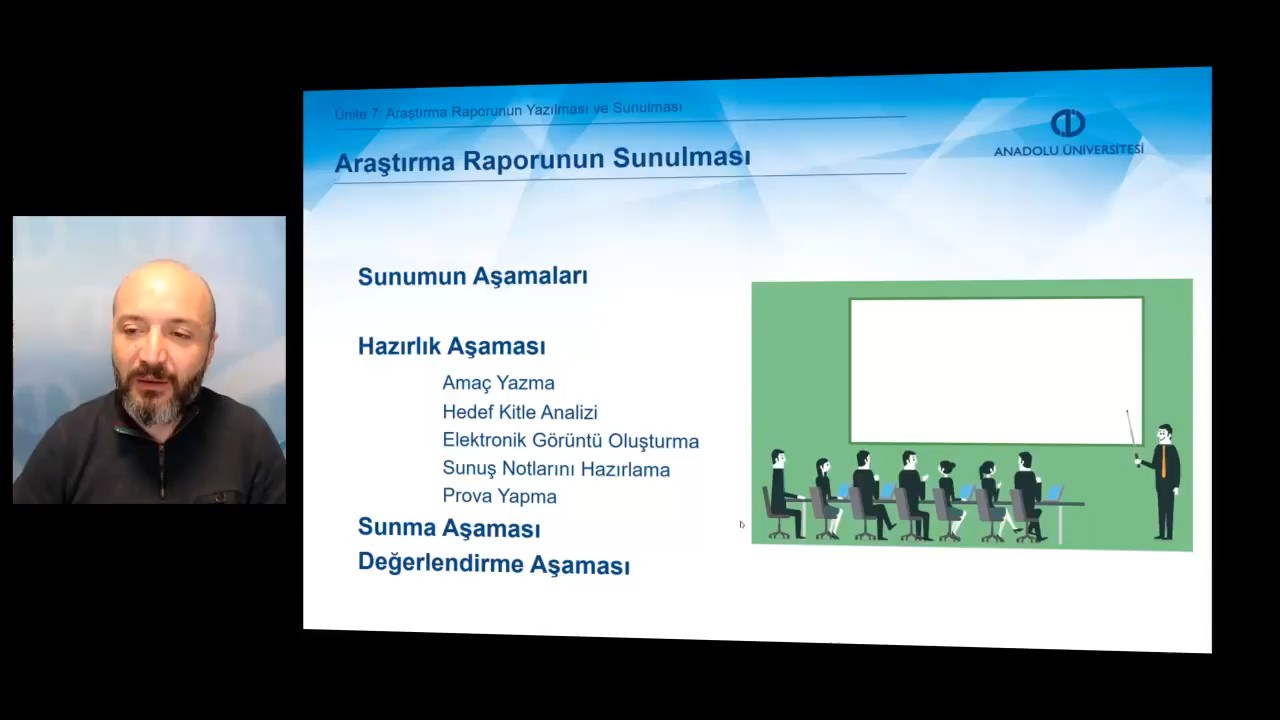 Ünite 7: Araştırma Raporunun Yazılması ve Sunulması
Araştırma Raporunun Sunulması
ANADOLU ÜNİVERSİTESİ
Sunumun Aşamaları
Hazırlık Aşaması
Amaç Yazma
Hedef Kitle Analizi
Elektronik Görüntü Oluşturma
Sunuş Notlarını Hazırlama
Prova Yapma
Sunma Aşaması
Değerlendirme Aşaması